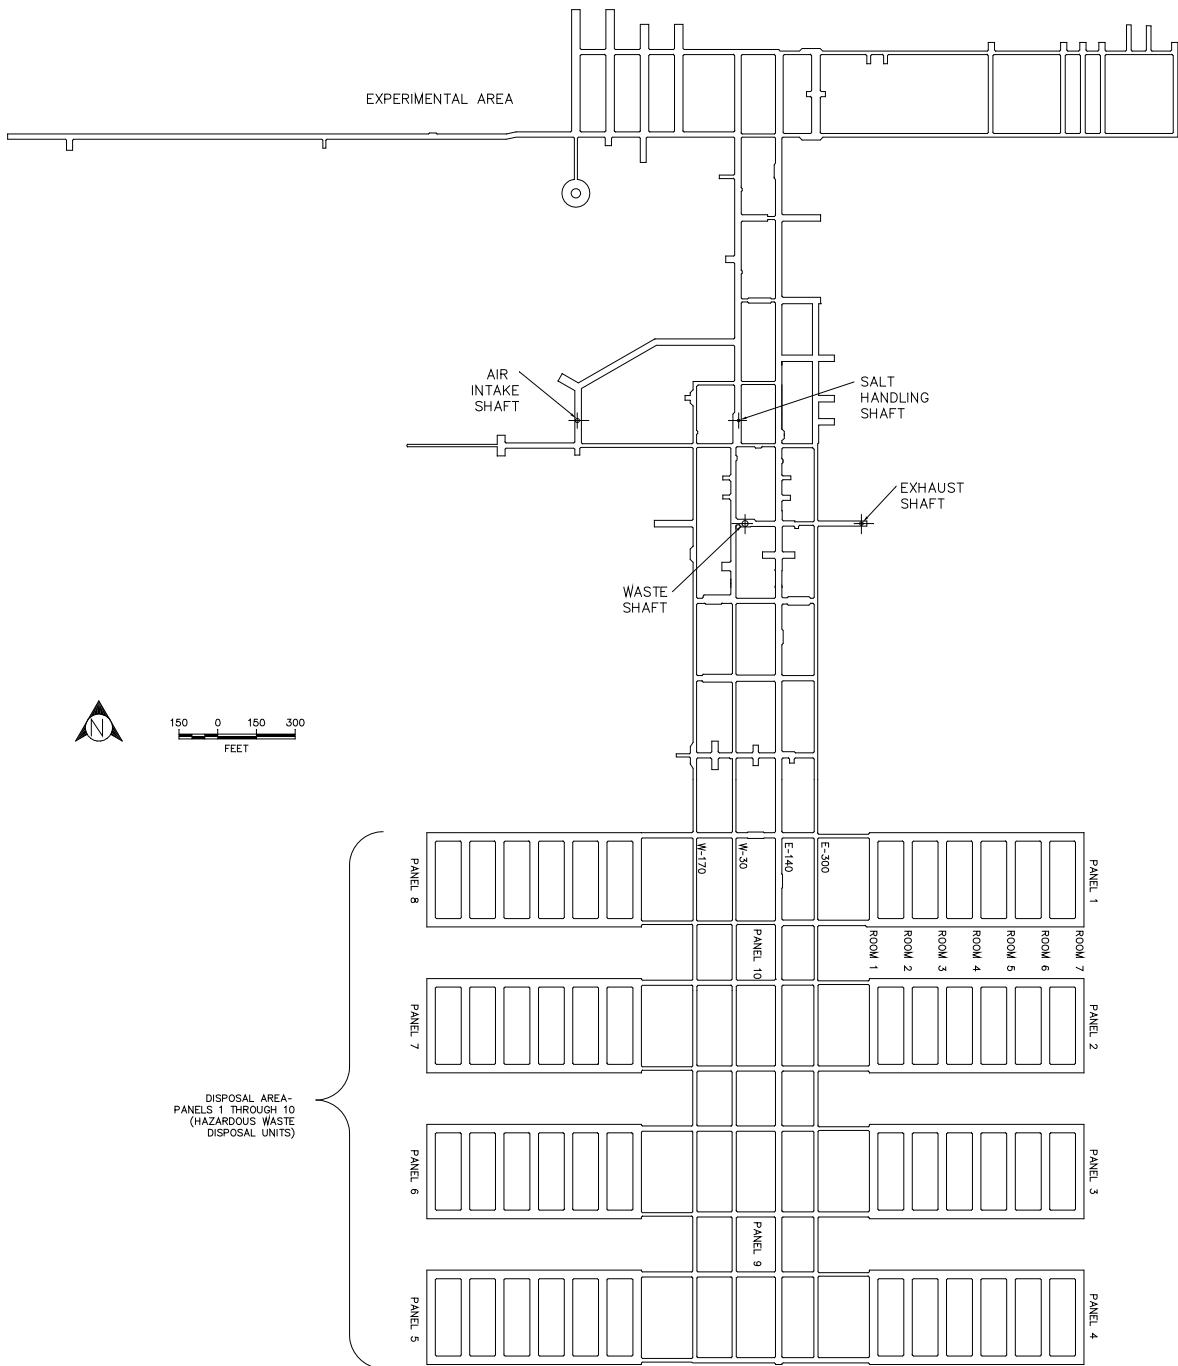 EXPERIMENTAL AREA
AIR
INTAKE
SHAFT
SALT
HANDLING
SHAFT
EXHAUST
SHAFT
WASTE
SHAFT
N
150 0 150 300
FEET
PANEL 8
W-170
W-30
E-140
E-300
PANEL 1
PANEL 10
ROOM 1
ROOM 2
ROOM 3
ROOM 4
ROOM 5
ROOM 6
ROOM 7
PANEL 7
PANEL 2
DISPOSAL AREA-
PANELS 1 THROUGH 10
(HAZARDOUS WASTE
DISPOSAL UNITS)
PANEL 6
PANEL 3
PANEL 9
PANEL 5
PANEL 4